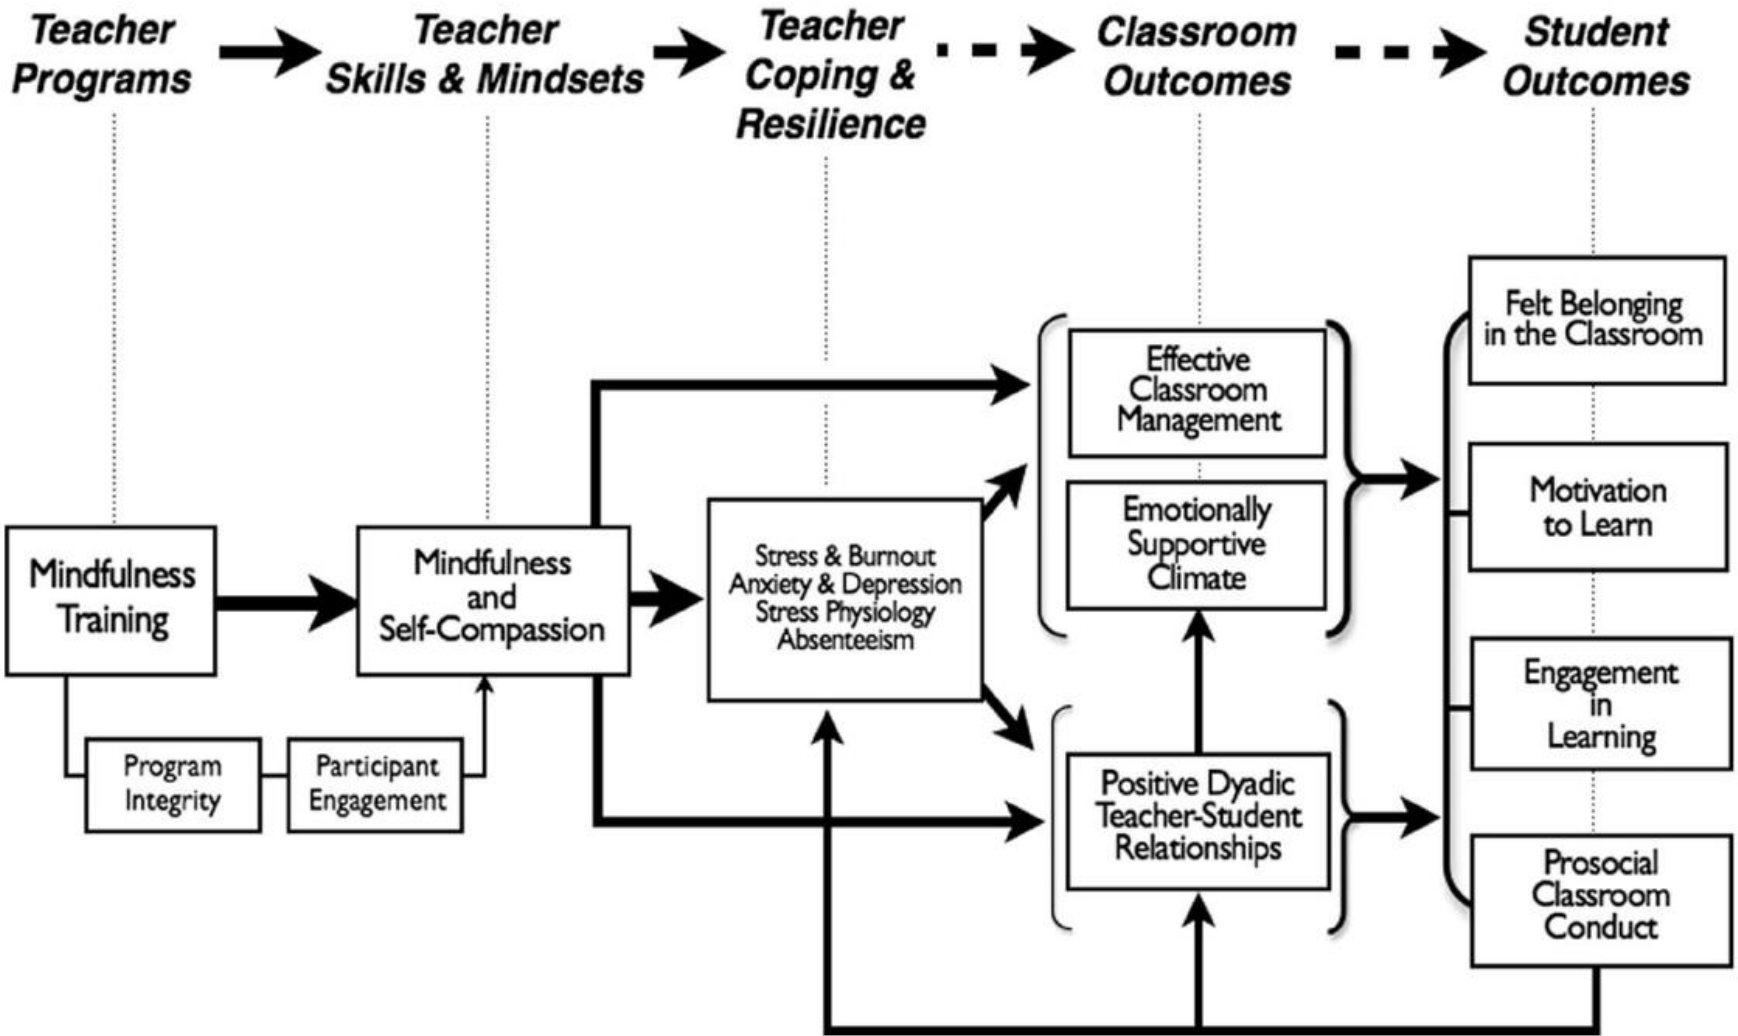 Teacher
Programs
Teacher
Skills & Mindsets
Teacher
Coping &
Resilience
Classroom
Outcomes
Student
Outcomes
Mindfulness
Training
Program
Integrity
Participant
Engagement
Mindfulness
and
Self-Compassion
Stress & Burnout
Anxiety & Depression
Stress Physiology
Absenteeism
Effective
Classroom
Management
Emotionally
Supportive
Climate
Positive Dyadic
Teacher-Student
Relationships
Felt Belonging
in the Classroom
Motivation
to Learn
Engagement
in
Learning
Prosocial
Classroom
Conduct